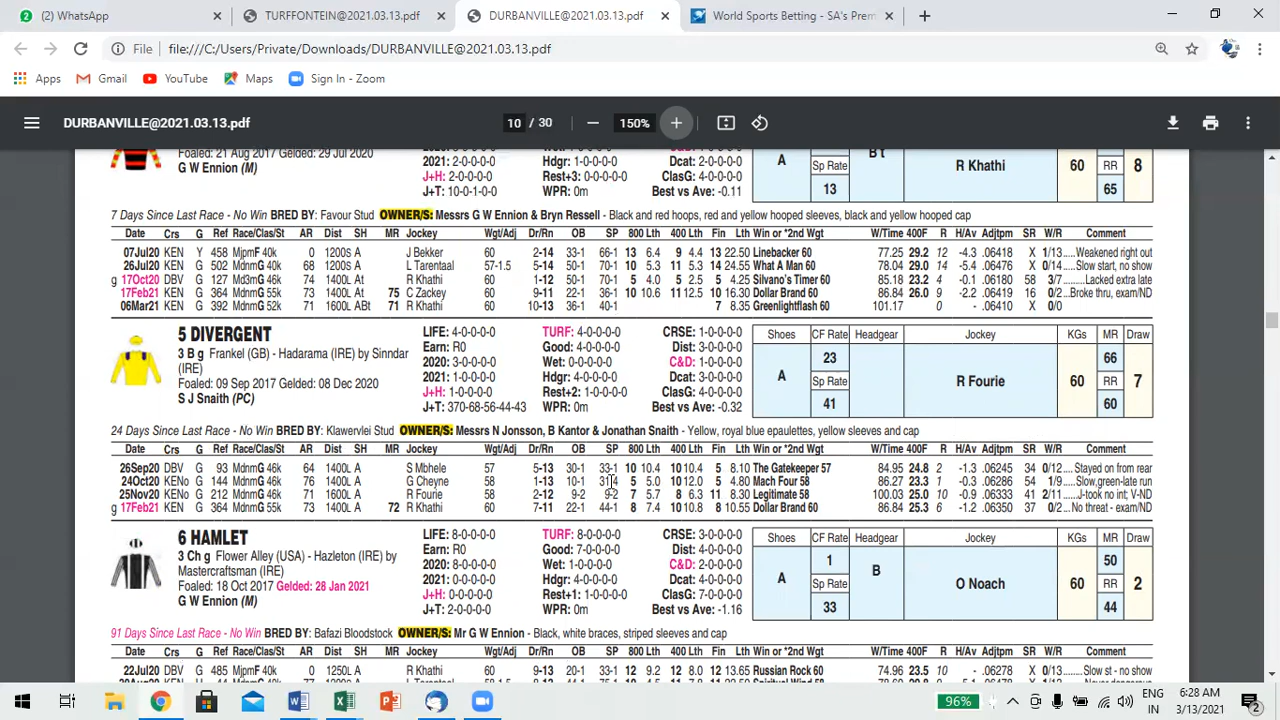 (2) WhatsApp
TURFFONTEIN@2021.03.13.pdf
DURBANVILLE@2021.03.13.pdf
World Sports Betting - SA's Prem
File
file:///C:/Users/Private/Downloads/DURBANVILLE@2021.03.13.pdf
Apps Gmail YouTube Maps Sign In - Zoom
DURBANVILLE@2021.03.13.pdf 10 / 30 150%
Foaled: 21 Aug 2017 Gelded: 29 Jul 2020
G W Ennion (M)
2020: 3-0-0-0-0
2021: 2-0-0-0-0 Hdgr: 1-0-0-0-0 Dcat: 2-0-0-0-0
J+H: 2-0-0-0-0 Rest+3: 0-0-0-0-0 ClasG: 4-0-0-0-0
J+T: 10-0-1-0-0 WPR: 0m Best vs Ave: -0.11
A Sp Rate 13 B t R Khathi 60 RR 65 8
7 Days Since Last Race - No Win BRED BY: Favour Stud OWNER/S: Messrs G W Ennion & Bryn Ressell - Black and red hoops, red and yellow hooped sleeves, black and yellow hooped cap
Date Crs G Ref Race/Clas/St AR Dist SH MR Jockey Wgt/Adj Dr/Rn OB SP 800 Lth 400 Lth Fin Lth Win or *2nd Wgt W/Time 400F R H/Av Adjtpm SR W/R Comment
07Jul20 KEN Y 458 MjpmF 40k 0 1200S A J Bekker 60 2-14 33-1 66-1 13 6.4 9 4.4 13 22.50 Linebacker 60 77.25 29.2 12 -4.3 .06418 X 1/13 .....Weakened right out
26Jul20 KEN G 502 MdnmG 40k 68 1200S A L Tarentaal 57-1.5 5-14 50-1 70-1 10 5.3 11 5.3 14 24.55 What A Man 60 78.04 29.0 14 -5.4 .06476 X 0/14 .....Slow start, no show
g 17Oct20 DBV G 127 Md3mG 46k 74 1400L At R Khathi 60 1-12 50-1 70-1 5 4.0 5 2.5 5 4.25 Silvano's Timer 60 85.18 23.2 4 -0.1 .06180 58 3/7 ........Lacked extra late
17Feb21 KEN G 364 MdnmG 55k 73 1400L At 75 C Zackey 60 9-11 22-1 36-1 10 10.6 11 12.5 10 16.30 Dollar Brand 60 86.84 26.0 9 -2.2 .06419 16 0/2 ...Broke thru, exam/ND
06Mar21 KEN G 392 MdnmG 55k 71 1600L ABt 71 R Khathi 60 10-13 36-1 40-1 7 8.35 Greenlightflash 60 101.17 0 - .06410 X 0/0
5 DIVERGENT
3 B g Frankel (GB) - Hadarama (IRE) by Sinndar
(IRE)
Foaled: 09 Sep 2017 Gelded: 08 Dec 2020
S J Snaith (PC)
LIFE: 4-0-0-0-0 TURF: 4-0-0-0-0 CRSE: 1-0-0-0-0
Earn: R0 Good: 4-0-0-0-0 Dist: 3-0-0-0-0
2020: 3-0-0-0-0 Wet: 0-0-0-0-0 C&D: 1-0-0-0-0
2021: 1-0-0-0-0 Hdgr: 4-0-0-0-0 Dcat: 3-0-0-0-0
J+H: 1-0-0-0-0 Rest+2: 1-0-0-0-0 ClasG: 4-0-0-0-0
J+T: 370-68-56-44-43 WPR: 0m Best vs Ave: -0.32
Shoes CF Rate Headgear Jockey KGs MR Draw
A 23 Sp Rate 41 R Fourie 60 66 RR 60 7
24 Days Since Last Race - No Win BRED BY: Klawervlei Stud OWNER/S: Messrs N Jonsson, B Kantor & Jonathan Snaith - Yellow, royal blue epaulettes, yellow sleeves and cap
Date Crs G Ref Race/Clas/St AR Dist SH MR Jockey Wgt/Adj Dr/Rn OB SP 800 Lth 400 Lth Fin Lth Win or *2nd Wgt W/Time 400F R H/Av Adjtpm SR W/R Comment
26Sep20 DBV G 93 MdnmG 46k 64 1400L A S Mbhele 57 5-13 30-1 33-1 10 10.4 10 10.4 5 8.10 The Gatekeeper 57 84.95 24.8 2 -1.3 .06245 34 0/12 ....Stayed on from rear
24Oct20 KENo G 144 MdmG 46k 76 1400L A G Cheyne 58 1-13 10-1 31-4 5 5.0 10 12.0 5 4.80 Mach Four 58 86.27 23.3 1 -0.3 .06286 54 1/9 ....Slow,green-late run
25Nov20 KENo G 212 MdmG 46k 71 1600L A R Fourie 58 2-12 9-2 9-2 7 5.7 8 6.3 11 8.30 Legitimate 58 100.03 25.0 10 -0.9 .06333 41 2/11 ...J-took no int; V-ND
g 17Feb21 KEN G 364 MdnmG 55k 73 1400L A 72 R Khathi 60 7-11 22-1 44-1 8 7.4 10 10.8 8 10.55 Dollar Brand 60 86.84 25.3 6 -1.2 .06350 37 0/2 ...No threat - exam/ND
6 HAMLET
3 Ch g Flower Alley (USA) - Hazleton (IRE) by
Mastercraftsman (IRE)
Foaled: 18 Oct 2017 Gelded: 28 Jan 2021
G W Ennion (M)
LIFE: 8-0-0-0-0 TURF: 8-0-0-0-0 CRSE: 3-0-0-0-0
Earn: R0 Good: 7-0-0-0-0 Dist: 4-0-0-0-0
2020: 8-0-0-0-0 Wet: 1-0-0-0-0 C&D: 2-0-0-0-0
2021: 0-0-0-0-0 Hdgr: 4-0-0-0-0 Dcat: 4-0-0-0-0
J+H: 0-0-0-0-0 Rest+1: 0-0-0-0-0 ClasG: 7-0-0-0-0
J+T: 2-0-0-0-0 WPR: 0m Best vs Ave: -1.16
Shoes CF Rate Headgear Jockey KGs MR Draw
A 1 Sp Rate 33 B O Noach 60 50 RR 44 2
91 Days Since Last Race - No Win BRED BY: Bafazi Bloodstock OWNER/S: Mr G W Ennion - Black, white braces, striped sleeves and cap
Date Crs G Ref Race/Clas/St AR Dist SH MR Jockey Wgt/Adj Dr/Rn OB SP 800 Lth 400 Lth Fin Lth Win or *2nd Wgt W/Time 400F R H/Av Adjtpm SR W/R Comment
22Jul20 DBV G 485 MjpmF 40k 0 1250L A R Khathi 60 9-13 20-1 33-1 12 9.2 12 8.0 12 13.65 Russian Rock 60 74.96 23.5 10 -1.1 .06278 X 0/13 ......Slow st - no show
96% ENG IN 6:28 AM 3/13/2021 2